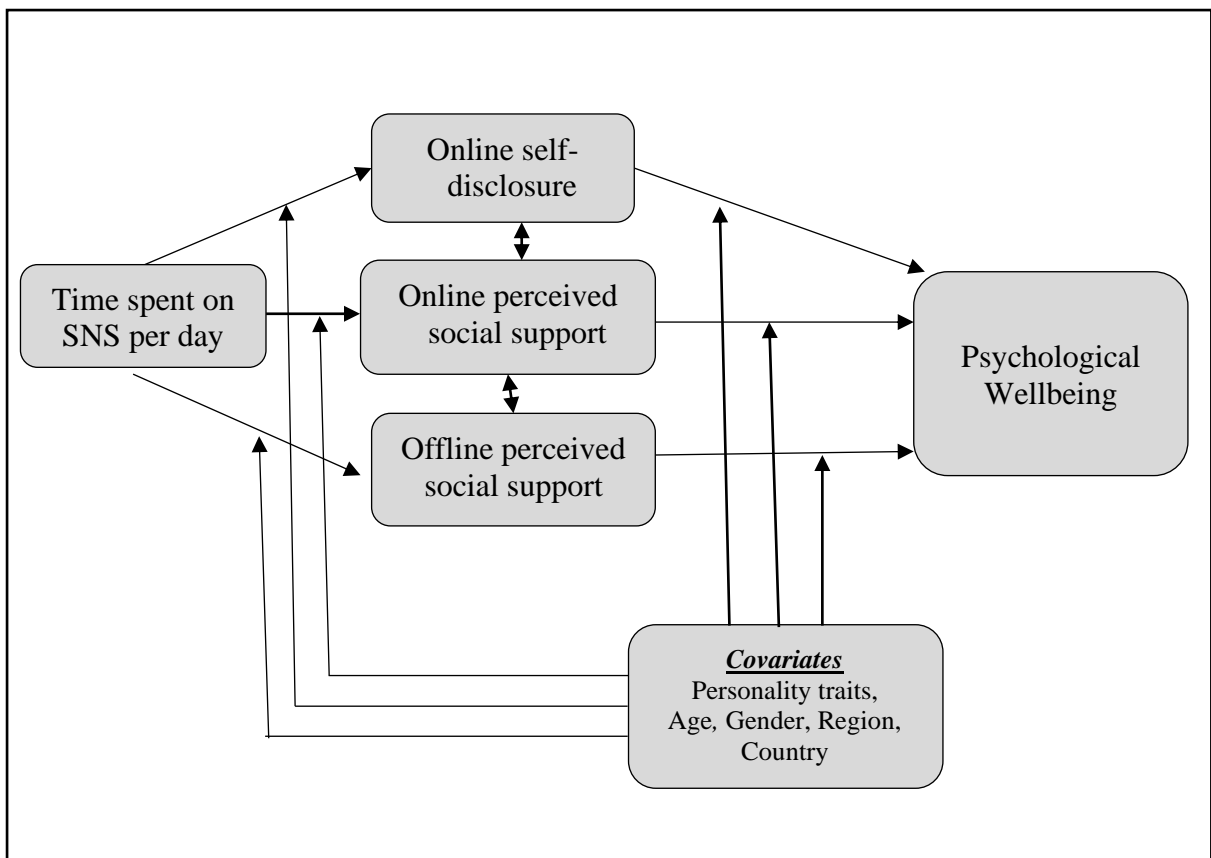 Online self-
disclosure
Time spent on
SNS per day
Online perceived
social support
Offline perceived
social support
Psychological
Wellbeing
Covariates
Personality traits,
Age, Gender, Region,
Country